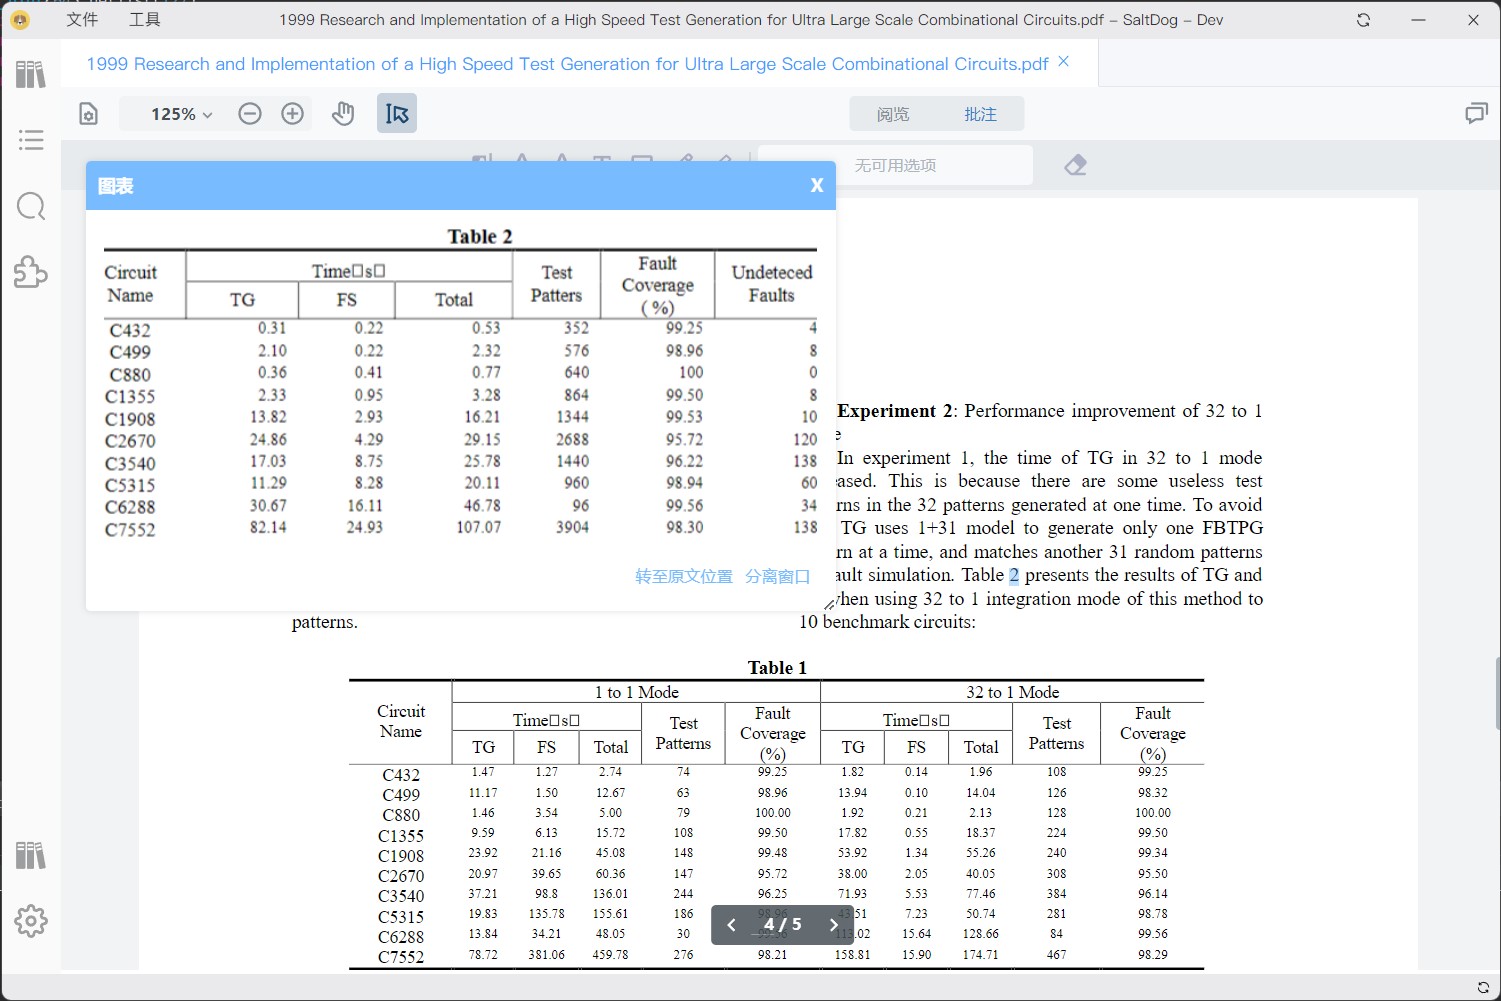 文件 工具 1999 Research and Implementation of a High Speed Test Generation for Ultra Large Scale Combinational Circuits.pdf – SaltDog – Dev
1999 Research and Implementation of a High Speed Test Generation for Ultra Large Scale Combinational Circuits.pdf
125% 阅览 批注
无可用选项
图表 X
Table 2
Circuit Name Time□s□ Test Patters Fault Coverage (%) Undeteced Faults
TG FS Total
C432 0.31 0.22 0.53 352 99.25 4
C499 2.10 0.22 2.32 576 98.96 8
C880 0.36 0.41 0.77 640 100 0
C1355 2.33 0.95 3.28 864 99.50 8
C1908 13.82 2.93 16.21 1344 99.53 10
C2670 24.86 4.29 29.15 2688 95.72 120
C3540 17.03 8.75 25.78 1440 96.22 138
C5315 11.29 8.28 20.11 960 98.94 60
C6288 30.67 16.11 46.78 96 99.56 34
C7552 82.14 24.93 107.07 3904 98.30 138
转至原文位置 分离窗口
patterns.
Experiment 2: Performance improvement of 32 to 1
e
In experiment 1, the time of TG in 32 to 1 mode
ased. This is because there are some useless test
rns in the 32 patterns generated at one time. To avoid
TG uses 1+31 model to generate only one FBTPG
rn at a time, and matches another 31 random patterns
ault simulation. Table 2 presents the results of TG and
hen using 32 to 1 integration mode of this method to
10 benchmark circuits:
Table 1
Circuit Name 1 to 1 Mode 32 to 1 Mode
Time□s□ Test Patterns Fault Coverage (%) Time□s□ Test Patterns Fault Coverage (%)
TG FS Total TG FS Total
C432 1.47 1.27 2.74 74 99.25 1.82 0.14 1.96 108 99.25
C499 11.17 1.50 12.67 63 98.96 13.94 0.10 14.04 126 98.32
C880 1.46 3.54 5.00 79 100.00 1.92 0.21 2.13 128 100.00
C1355 9.59 6.13 15.72 108 99.50 17.82 0.55 18.37 224 99.50
C1908 23.92 21.16 45.08 148 99.48 53.92 1.34 55.26 240 99.34
C2670 20.97 39.65 60.36 147 95.72 38.00 2.05 40.05 308 95.50
C3540 37.21 98.8 136.01 244 96.25 71.93 5.53 77.46 384 96.14
C5315 19.83 135.78 155.61 186 98.96 43.51 7.23 50.74 281 98.78
C6288 13.84 34.21 48.05 30 99.56 113.02 15.64 128.66 84 99.56
C7552 78.72 381.06 459.78 276 98.21 158.81 15.90 174.71 467 98.29
4 / 5